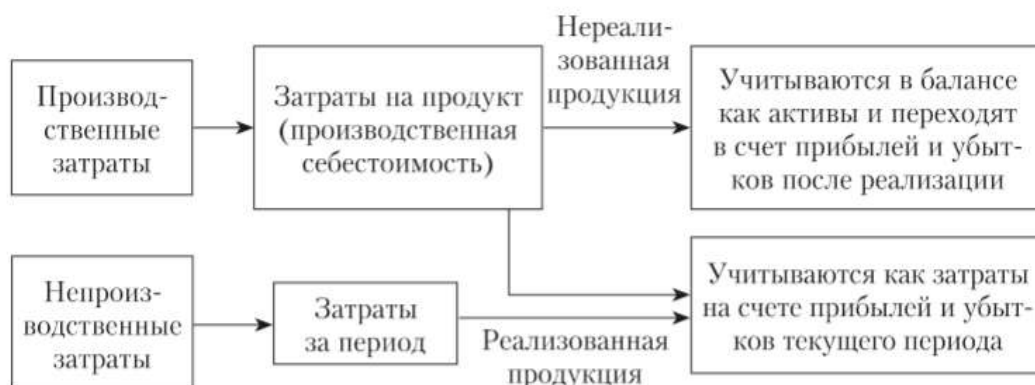 Производ-
ственные
затраты
Затраты на продукт
(производственная
себестоимость)
Нереали-
зованная
продукция
Учитываются в балансе
как активы и переходят
в счет прибылей и убыт-
ков после реализации
Непроиз-
водственные
затраты
Затраты
за период
Реализованная
продукция
Учитываются как затраты
на счете прибылей и убыт-
ков текущего периода